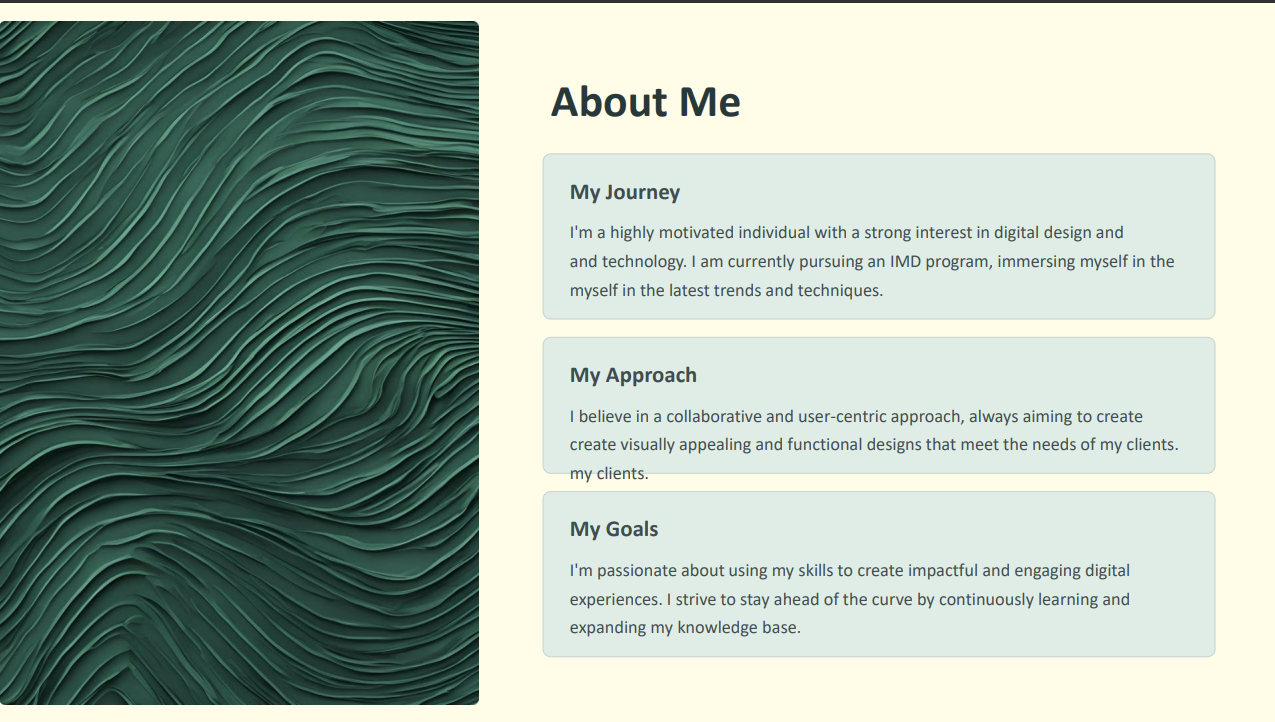 About Me
My Journey
I'm a highly motivated individual with a strong interest in digital design and
and technology. I am currently pursuing an IMD program, immersing myself in the
myself in the latest trends and techniques.
My Approach
I believe in a collaborative and user-centric approach, always aiming to create
create visually appealing and functional designs that meet the needs of my clients.
my clients.
My Goals
I'm passionate about using my skills to create impactful and engaging digital
experiences. I strive to stay ahead of the curve by continuously learning and
expanding my knowledge base.